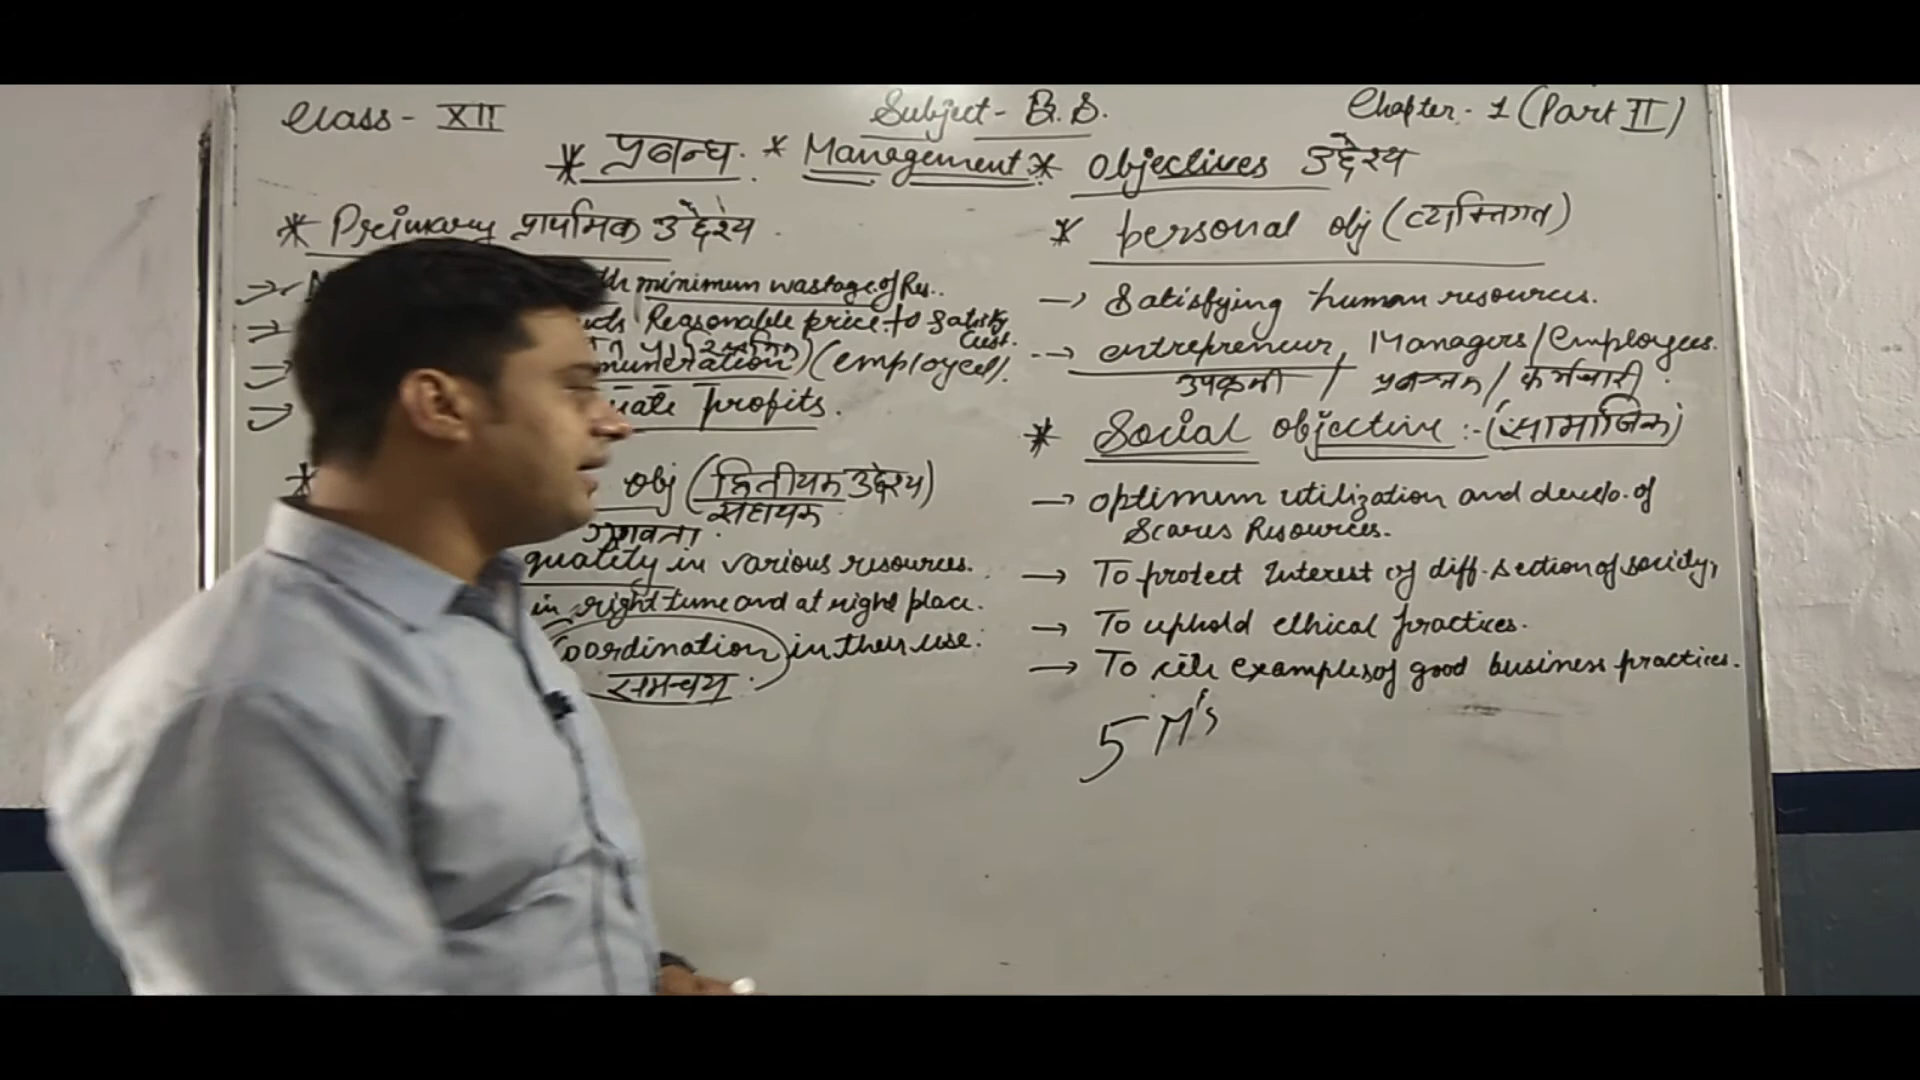 Class - XII
Subject - B.S.
Chapter - 1 (Part II)
* प्रबन्ध * Management * Objectives उद्देश्य
* Primary प्राथमिक उद्देश्य
minimum wastage of Res..
Reasonable price to satisfy
Cust.
(employees).
profits.
obj (द्वितीयक उद्देश्य)
सहायक
गुणवत्ता
quality in various resources.
in right time and at right place.
Coordination in their use.
समन्वय
* personal obj (व्यक्तिगत)
→ Satisfying human resources.
→ entrepreneur, Managers/employees.
उपक्रमी / प्रबन्धक / कर्मचारी
* Social objective :- (सामाजिक)
→ optimum utilization and develo. of
Scares Resources.
→ To protect Interest of diff. section of society,
→ To uphold ethical practices.
→ To cite examples of good business practices.
5 M's